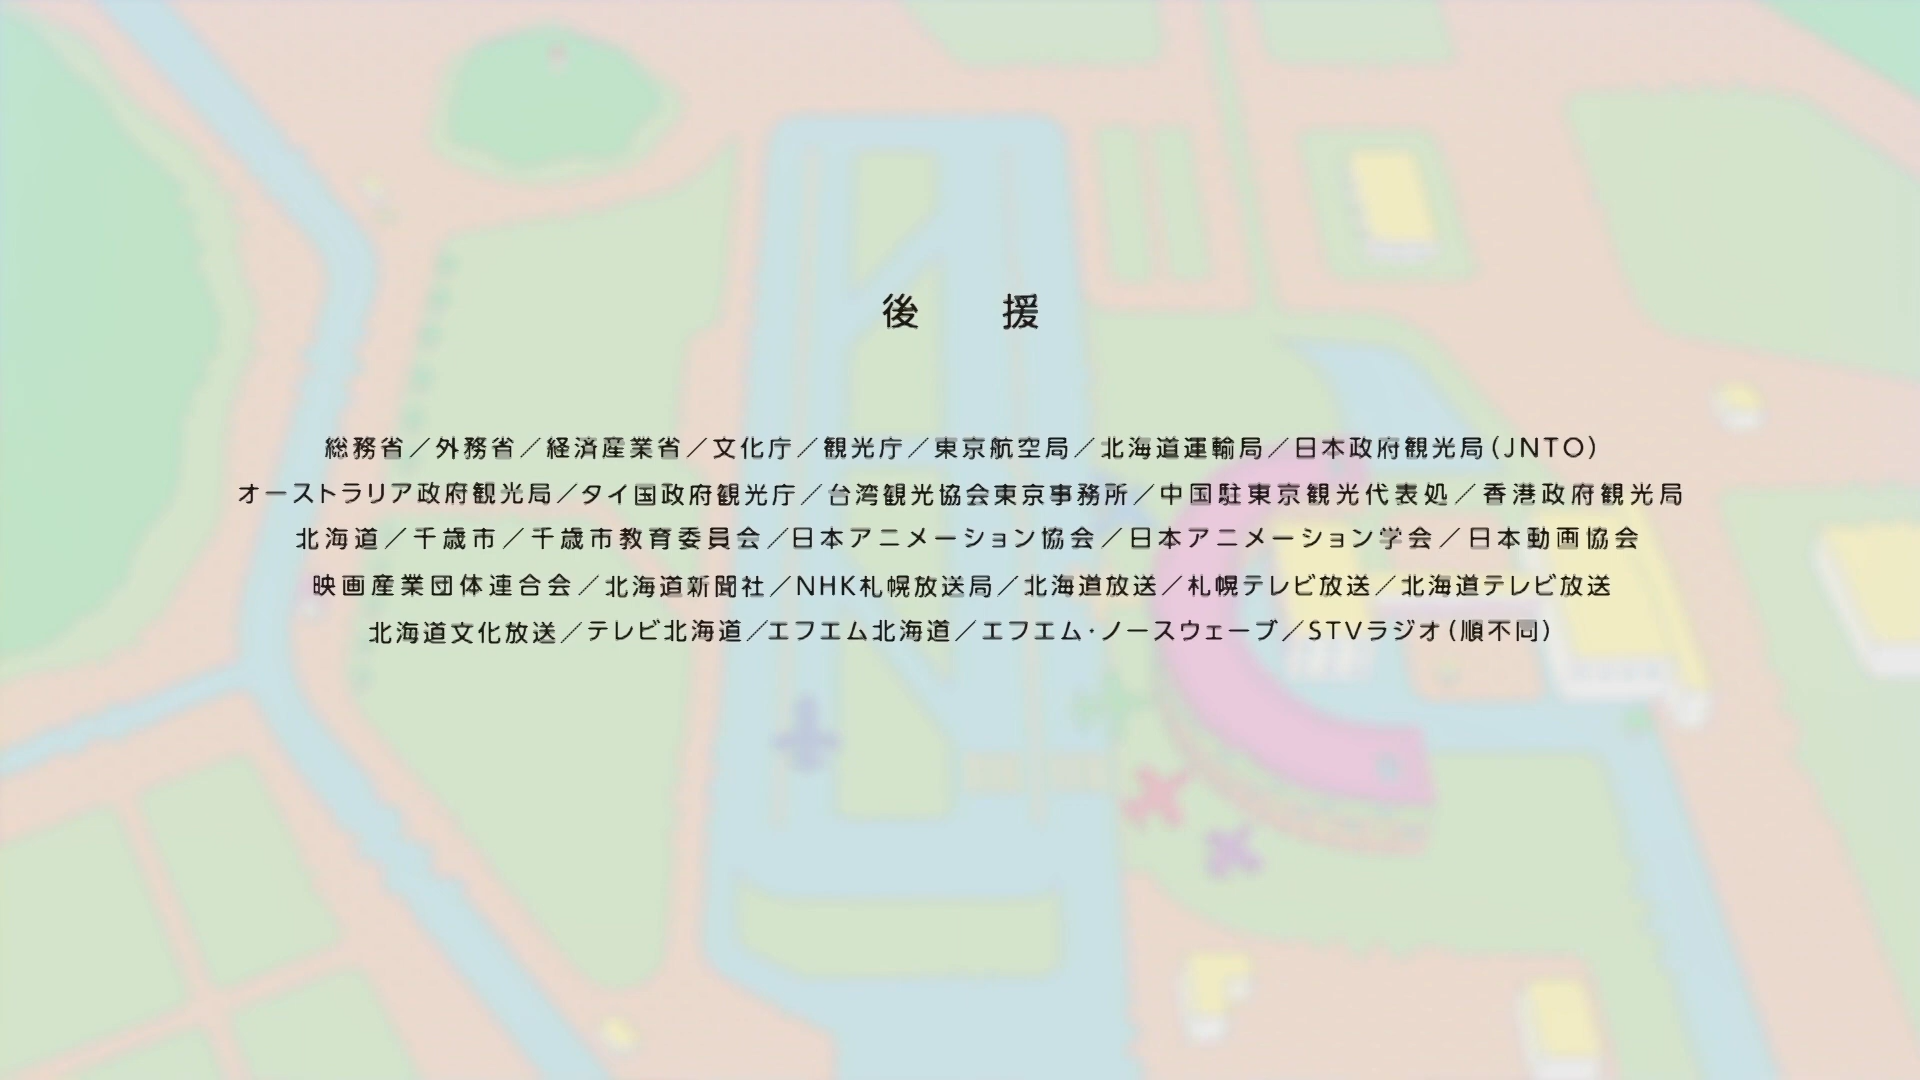 後　援
総務省／外務省／経済産業省／文化庁／観光庁／東京航空局／北海道運輸局／日本政府観光局（JNTO）
オーストラリア政府観光局／タイ国政府観光庁／台湾観光協会東京事務所／中国駐東京観光代表処／香港政府観光局
北海道／千歳市／千歳市教育委員会／日本アニメーション協会／日本アニメーション学会／日本動画協会
映画産業団体連合会／北海道新聞社／NHK札幌放送局／北海道放送／札幌テレビ放送／北海道テレビ放送
北海道文化放送／テレビ北海道／エフエム北海道／エフエム・ノースウェーブ／STVラジオ（順不同）